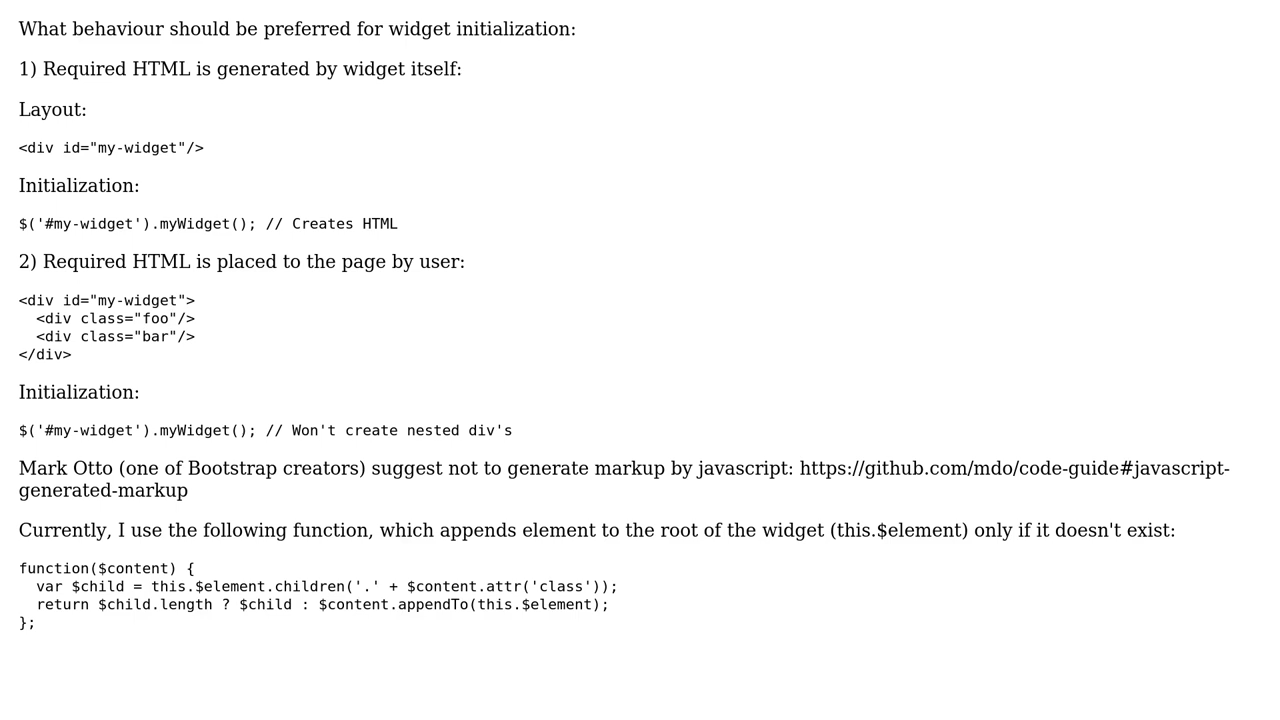 What behaviour should be preferred for widget initialization:
1) Required HTML is generated by widget itself:
Layout:
<div id="my-widget"/>
Initialization:
$('#my-widget').myWidget(); // Creates HTML
2) Required HTML is placed to the page by user:
<div id="my-widget">
  <div class="foo"/>
  <div class="bar"/>
</div>
Initialization:
$('#my-widget').myWidget(); // Won't create nested div's
Mark Otto (one of Bootstrap creators) suggest not to generate markup by javascript: https://github.com/mdo/code-guide#javascript-
generated-markup
Currently, I use the following function, which appends element to the root of the widget (this.$element) only if it doesn't exist:
function($content) {
  var $child = this.$element.children('.' + $content.attr('class'));
  return $child.length ? $child : $content.appendTo(this.$element);
};